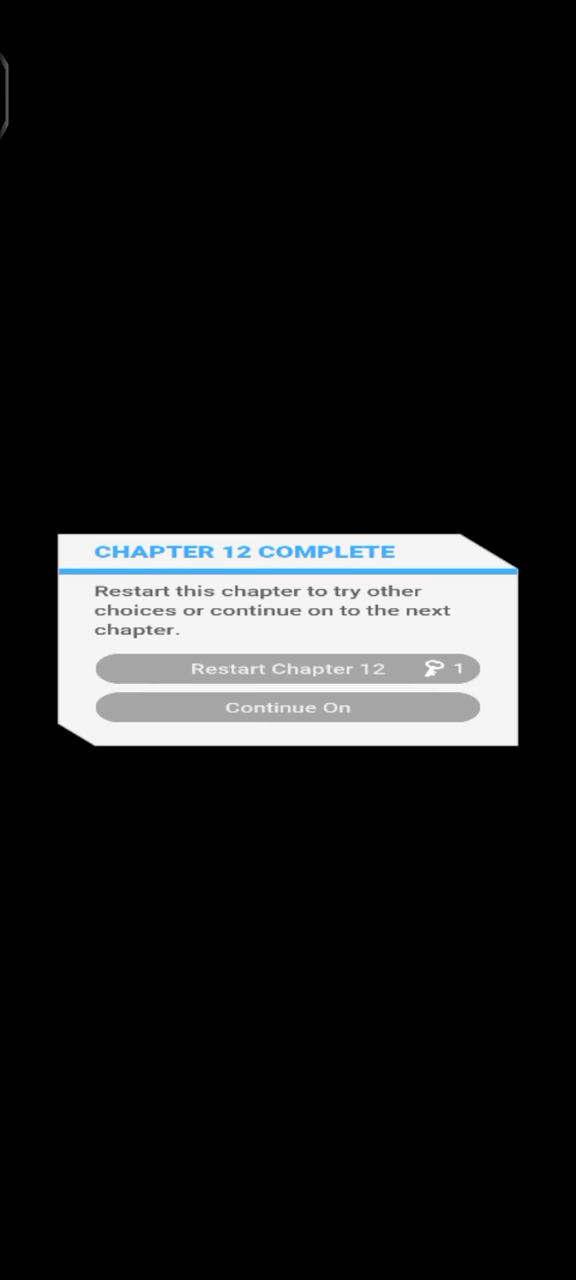 CHAPTER 12 COMPLETE
Restart this chapter to try other
choices or continue on to the next
chapter.
Restart Chapter 12 1
Continue On